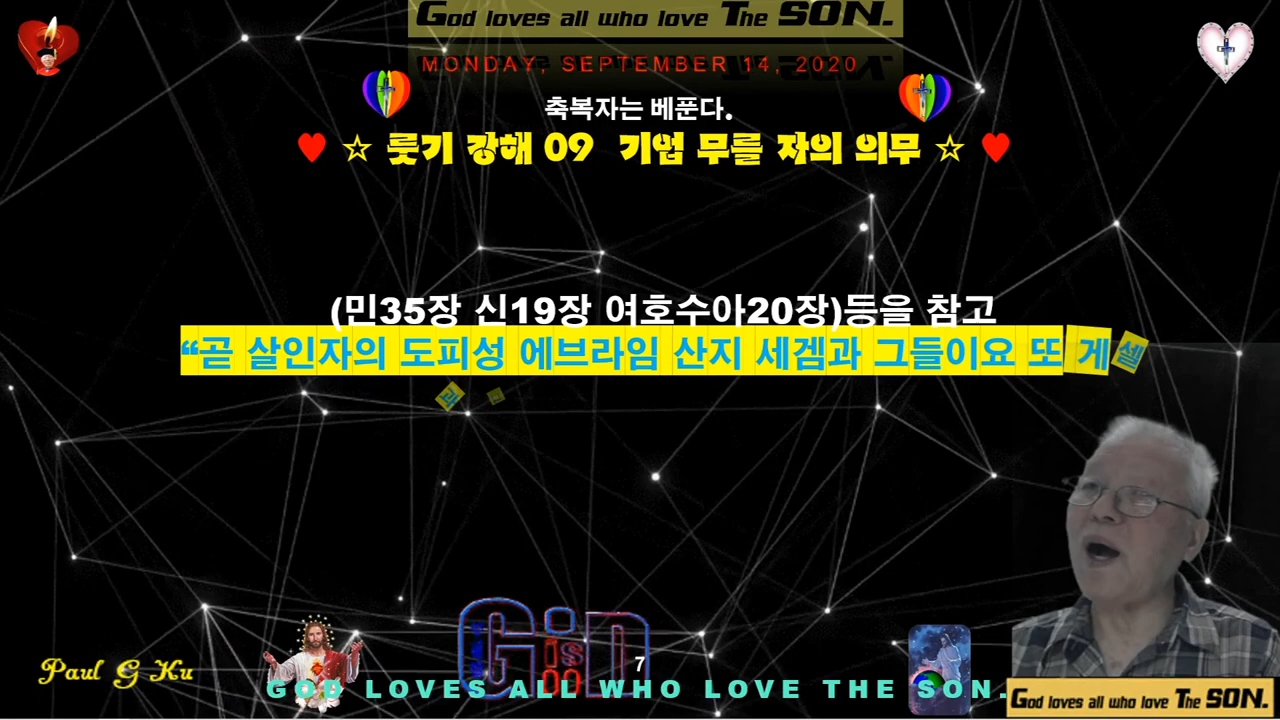 God loves all who love The SON.
MONDAY, SEPTEMBER 14, 2020
축복자는 베푼다.
♥ ☆ 룻기 강해 09 기업 무를 자의 의무 ☆ ♥
(민35장 신19장 여호수아20장)등을 참고
“곧 살인자의 도피성 에브라임 산지 세겜과 그들이요 또 게셀
라
Paul G Ku
God is
7
GOD LOVES ALL WHO LOVE THE SON.
God loves all who love The SON.